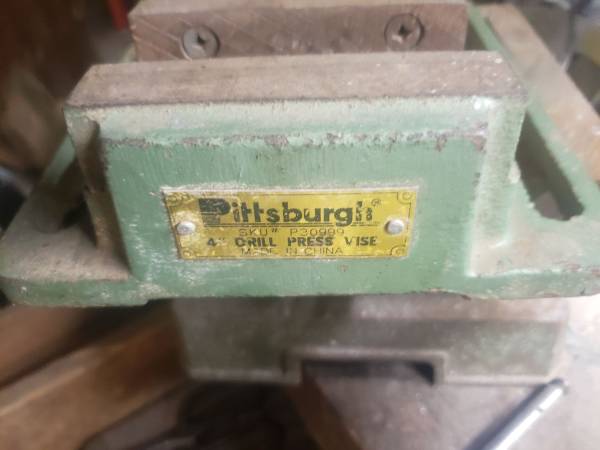 Pittsburgh®
SKU# P30999
4" DRILL PRESS VISE
MADE IN CHINA